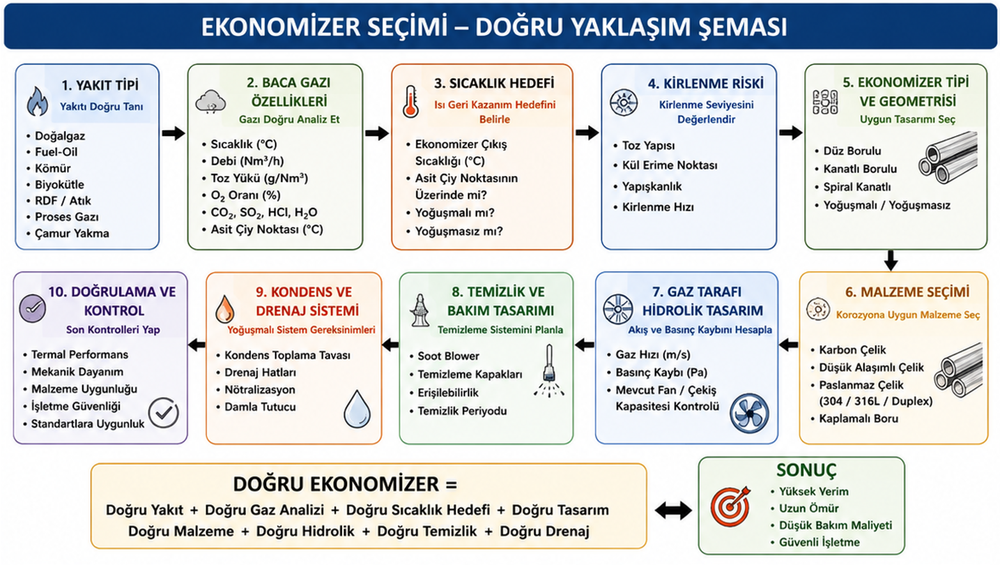 EKONOMİZER SEÇİMİ – DOĞRU YAKLAŞIM ŞEMASI
1. YAKIT TİPİ
Yakıtı Doğru Tanı
• Doğalgaz
• Fuel-Oil
• Kömür
• Biyokütle
• RDF / Atık
• Proses Gazı
• Çamur Yakma
2. BACA GAZI
ÖZELLİKLERİ
Gazı Doğru Analiz Et
• Sıcaklık (°C)
• Debi (Nm³/h)
• Toz Yükü (g/Nm³)
• O₂ Oranı (%)
• CO₂, SO₂, HCl, H₂O
• Asit Çiy Noktası (°C)
3. SICAKLIK HEDEFİ
Isı Geri Kazanım Hedefini
Belirle
• Ekonomizer Çıkış
Sıcaklığı (°C)
• Asit Çiy Noktasının
Üzerinde mi?
• Yoğuşmalı mı?
• Yoğuşmasız mı?
4. KİRLENME RİSKİ
Kirlenme Seviyesini
Değerlendir
• Toz Yapısı
• Kül Erime Noktası
• Yapışkanlık
• Kirlenme Hızı
5. EKONOMİZER TİPİ
VE GEOMETRİSİ
Uygun Tasarımı Seç
• Düz Borulu
• Kanatlı Borulu
• Spiral Kanatlı
• Yoğuşmalı / Yoğuşmasız
6. MALZEME SEÇİMİ
Korozyona Uygun Malzeme Seç
• Karbon Çelik
• Düşük Alaşımlı Çelik
• Paslanmaz Çelik
(304 / 316L / Duplex)
• Kaplamalı Boru
7. GAZ TARAFI
HİDROLİK TASARIM
Akış ve Basınç Kaybını Hesapla
• Gaz Hızı (m/s)
• Basınç Kaybı (Pa)
• Mevcut Fan / Çekiş
Kapasitesi Kontrolü
8. TEMİZLİK VE
BAKIM TASARIMI
Temizleme Sistemini Planla
• Soot Blower
• Temizleme Kapakları
• Erişilebilirlik
• Temizlik Periyodu
9. KONDENS VE
DRENAJ SİSTEMİ
Yoğuşmalı Sistem Gereksinimleri
• Kondens Toplama Tavası
• Drenaj Hatları
• Nötralizasyon
• Damla Tutucu
10. DOĞRULAMA VE
KONTROL
Son Kontrolleri Yap
• Termal Performans
• Mekanik Dayanım
• Malzeme Uygunluğu
• İşletme Güvenliği
• Standartlara Uygunluk
DOĞRU EKONOMİZER =
Doğru Yakıt + Doğru Gaz Analizi + Doğru Sıcaklık Hedefi + Doğru Tasarım
Doğru Malzeme + Doğru Hidrolik + Doğru Temizlik + Doğru Drenaj
SONUÇ
• Yüksek Verim
• Uzun Ömür
• Düşük Bakım Maliyeti
• Güvenli İşletme